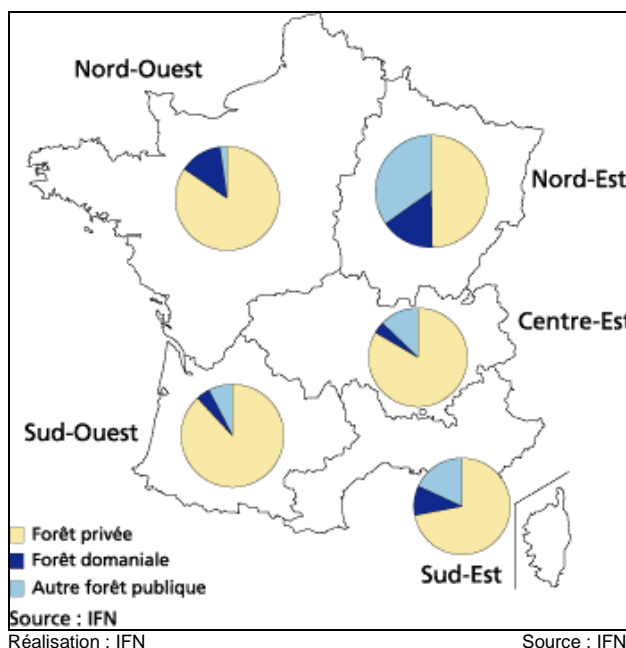 Nord-Ouest
Nord-Est
Centre-Est
Sud-Ouest
Sud-Est
Forêt privée
Forêt domaniale
Autre forêt publique
Source : IFN
Réalisation : IFN
Source : IFN